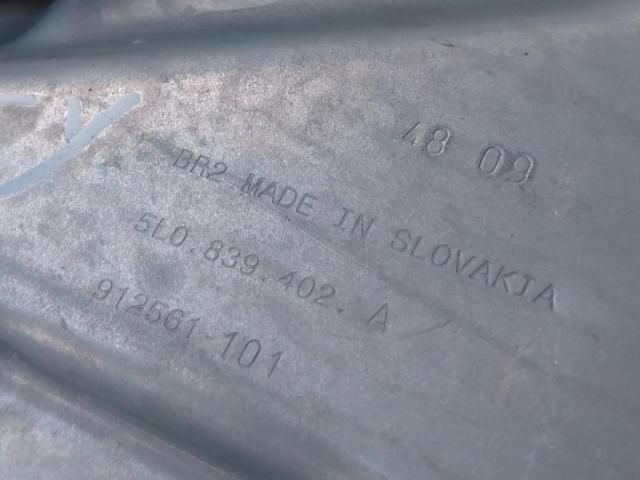 48 09
BR2 MADE IN SLOVAKIA
5L0.839.402. A
912561-101